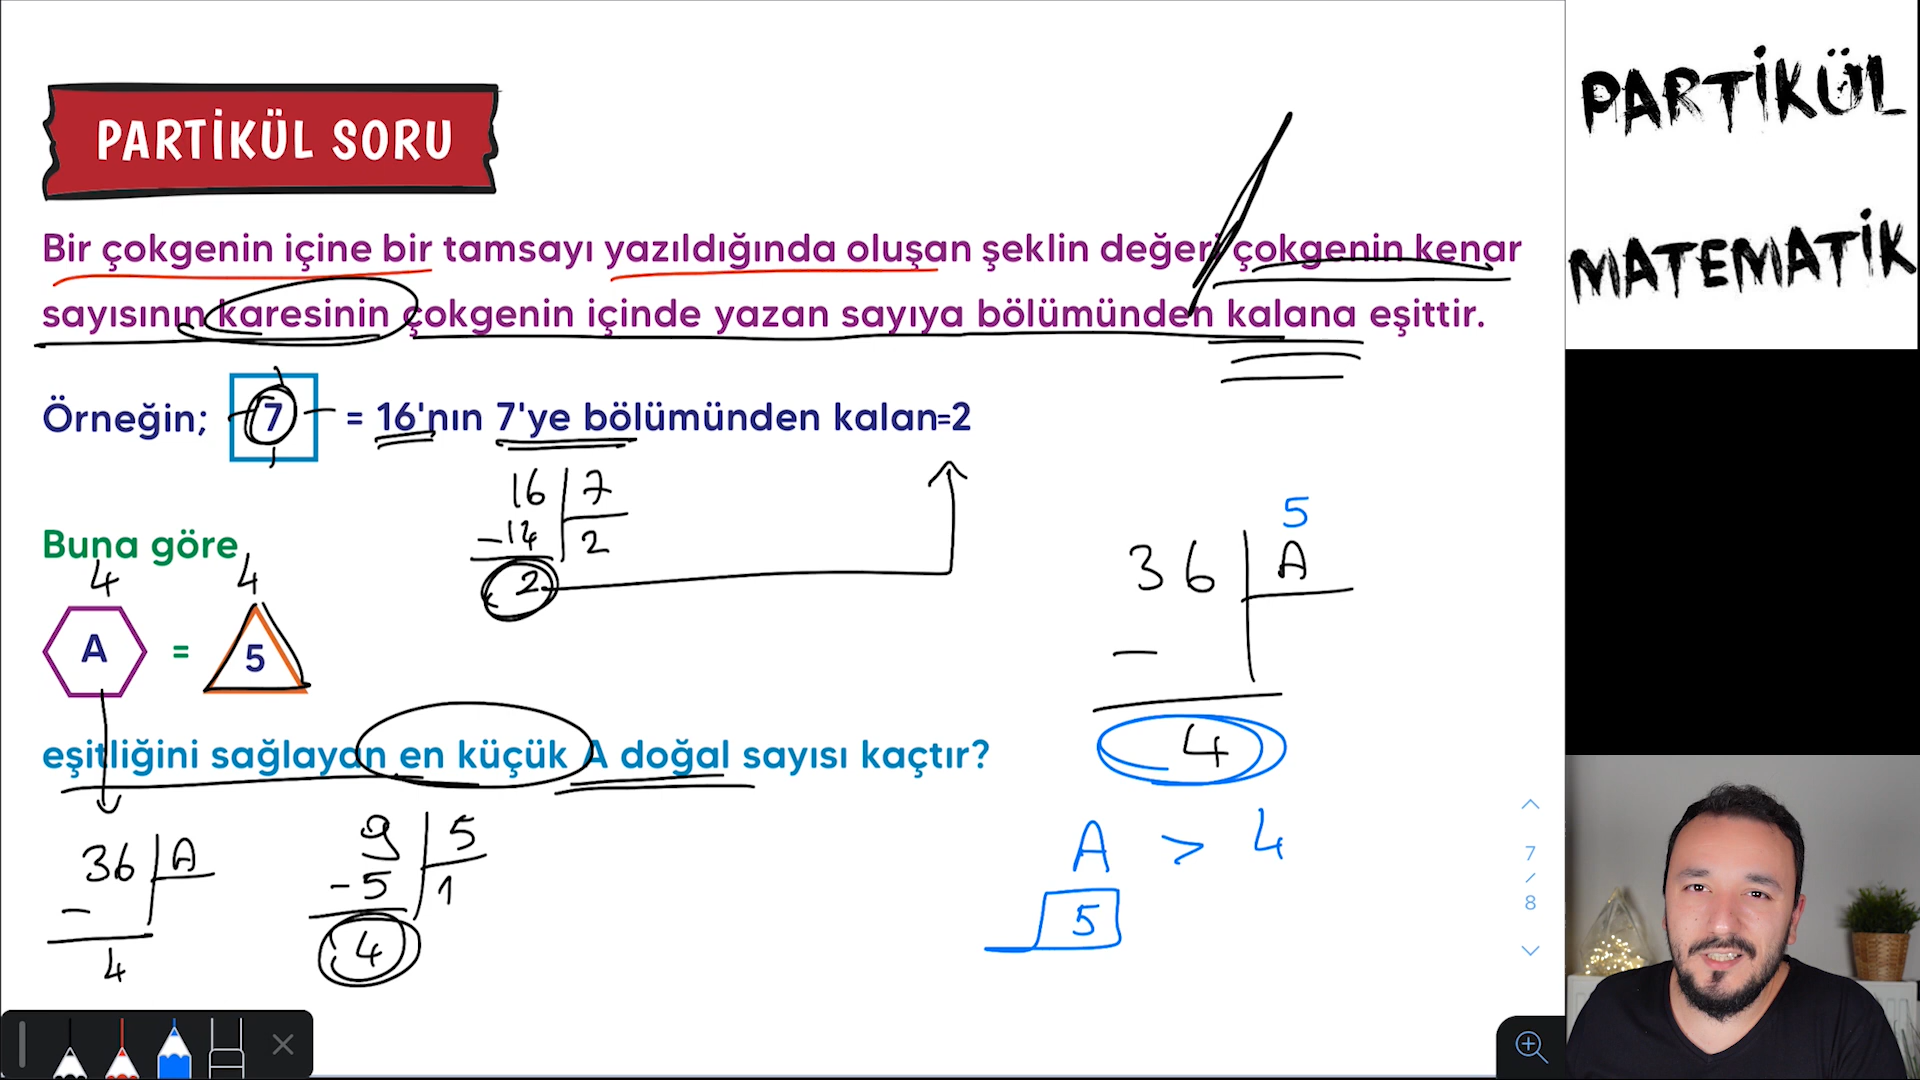 PARTİKÜL
MATEMATİK
PARTİKÜL SORU
Bir çokgenin içine bir tamsayı yazıldığında oluşan şeklin değeri çokgenin kenar
sayısının karesinin çokgenin içinde yazan sayıya bölümünden kalana eşittir.
Örneğin; 7 = 16'nın 7'ye bölümünden kalan=2
16 7
-14 2
2
Buna göre
4 4
A = 5
eşitliğini sağlayan en küçük A doğal sayısı kaçtır?
36 A
-
4
9 5
-5 1
4
5
36 A
-
4
A > 4
5
7
/
8